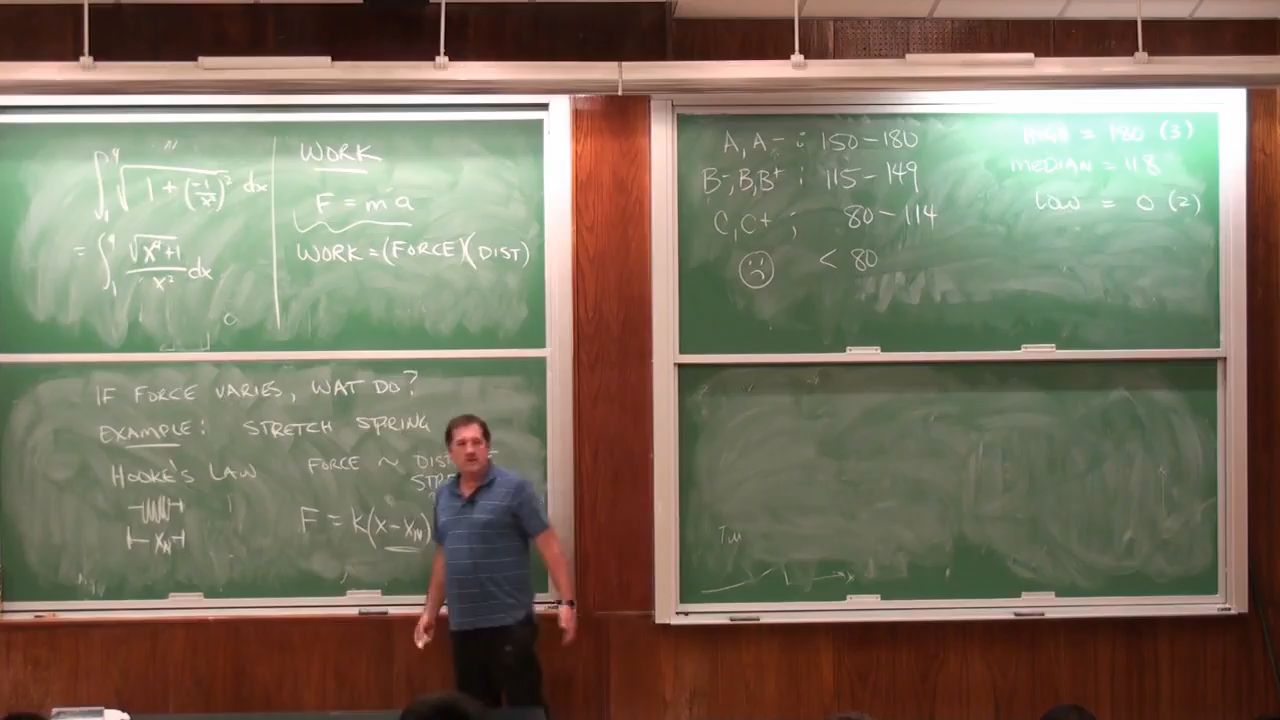 ∫₁⁴ √(1 + (-1/x²)²) dx
= ∫₁⁴ √(x⁴+1)/x² dx
WORK
F = ma
WORK = (FORCE)(DIST)
IF FORCE VARIES, WAT DO?
EXAMPLE: STRETCH SPRING
HOOKE'S LAW FORCE ~
F = K(x-x_N)
x_N
A, A- : 150-180
B-, B, B+ : 115-149
C, C+ ; 80-114
☹ < 80
HIGH = 180 (3)
MEDIAN = 118
LOW = 0 (2)